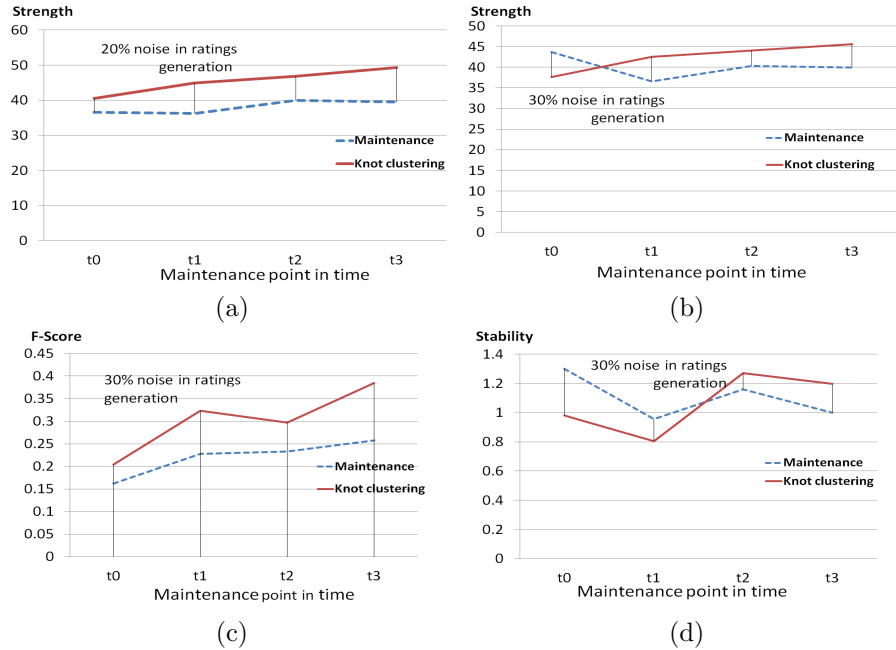 Strength
60
50
40
30
20
10
0
20% noise in ratings
generation
Maintenance
Knot clustering
t0 t1 t2 t3
Maintenance point in time
(a)
Strength
50
45
40
35
30
25
20
15
10
5
0
30% noise in ratings
generation
Maintenance
Knot clustering
t0 t1 t2 t3
Maintenance point in time
(b)
F-Score
0.45
0.4
0.35
0.3
0.25
0.2
0.15
0.1
0.05
0
30% noise in ratings
generation
Maintenance
Knot clustering
t0 t1 t2 t3
Maintenance point in time
(c)
Stability
1.4
1.2
1
0.8
0.6
0.4
0.2
0
30% noise in ratings
generation
Maintenance
Knot clustering
t0 t1 t2 t3
Maintenance point in time
(d)